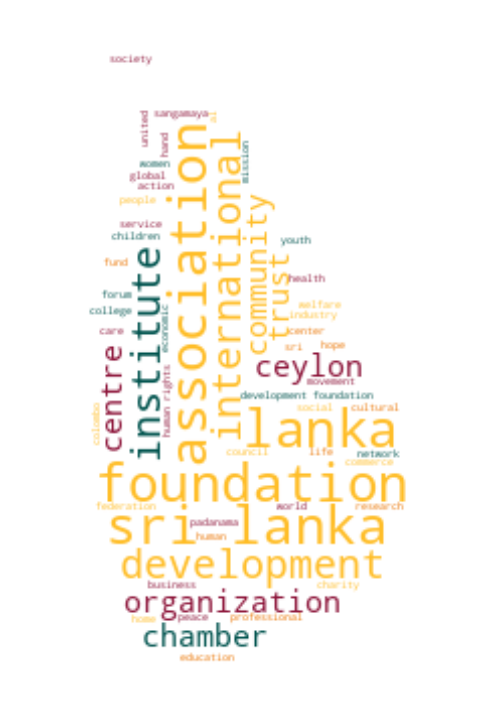 society
sangamaya
al
united
hand
mission
women
global
action
people
association
international
community
service
children
youth
institute
trust
fund
health
forum
college
economic
welfare
industry
care
center
sri
hope
centre
ceylon
movement
human rights
development foundation
colombo
social
cultural
lanka
council
life
network
commerce
foundation
federation
world
research
sri lanka
padanama
human
development
business
charity
organization
home
peace
professional
chamber
education